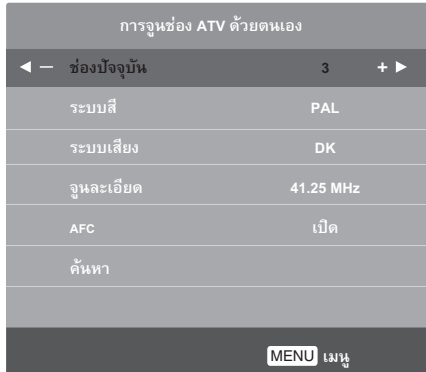 การจูนช่อง ATV ด้วยตนเอง
ช่องปัจจุบัน 3 +
ระบบสี PAL
ระบบเสียง DK
จูนละเอียด 41.25 MHz
AFC เปิด
ค้นหา
MENU เมนู